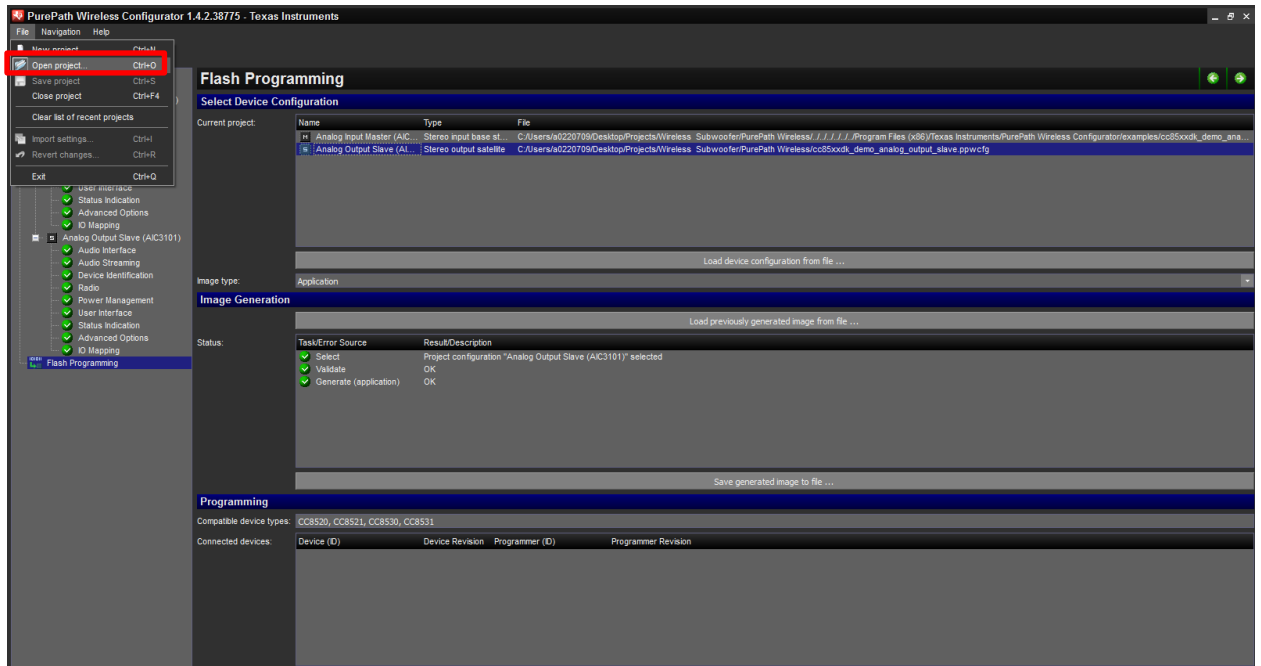 PurePath Wireless Configurator 1.4.2.38775 - Texas Instruments
File Navigation Help
New project Ctrl+N
Open project... Ctrl+O
Save project Ctrl+S
Close project Ctrl+F4
Clear list of recent projects
Import settings... Ctrl+I
Revert changes... Ctrl+R
Exit Ctrl+Q
User Interface
Status Indication
Advanced Options
IO Mapping
Analog Output Slave (AIC3101)
Audio Interface
Audio Streaming
Device Identification
Radio
Power Management
User Interface
Status Indication
Advanced Options
IO Mapping
Flash Programming
Flash Programming
Select Device Configuration
Current project:
Name Type File
Analog Input Master (AIC... Stereo input base st... C:/Users/a0220709/Desktop/Projects/Wireless Subwoofer/PurePath Wireless/../../../../../../Program Files (x86)/Texas Instruments/PurePath Wireless Configurator/examples/cc85xxdk_demo_ana...
Analog Output Slave (AI... Stereo output satellite C:/Users/a0220709/Desktop/Projects/Wireless Subwoofer/PurePath Wireless/cc85xxdk_demo_analog_output_slave.ppwcfg
Load device configuration from file ...
Image type: Application
Image Generation
Load previously generated image from file ...
Status:
Task/Error Source Result/Description
Select Project configuration "Analog Output Slave (AIC3101)" selected
Validate OK
Generate (application) OK
Save generated image to file ...
Programming
Compatible device types: CC8520, CC8521, CC8530, CC8531
Connected devices:
Device (ID) Device Revision Programmer (ID) Programmer Revision